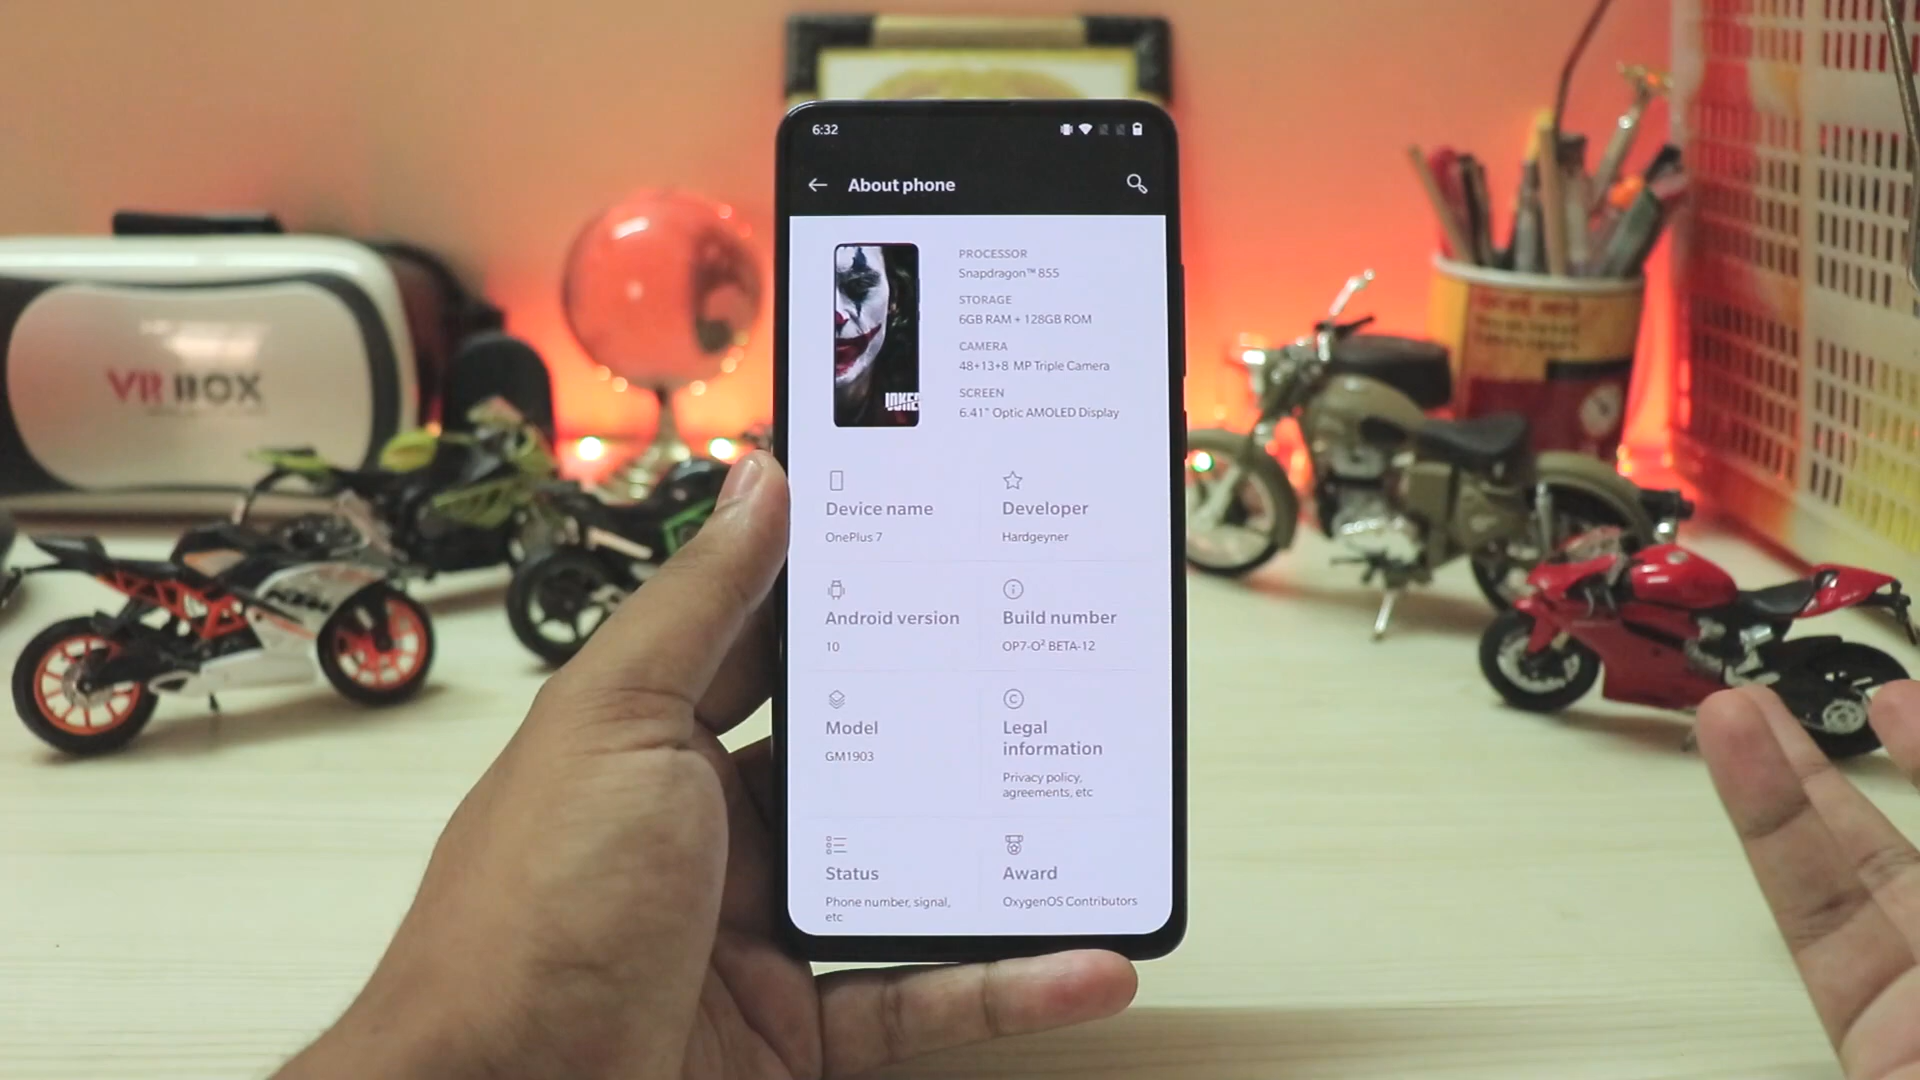 6:32
About phone
PROCESSOR
Snapdragon™ 855
STORAGE
6GB RAM + 128GB ROM
CAMERA
48+13+8 MP Triple Camera
SCREEN
6.41" Optic AMOLED Display
JOKER
Device name
OnePlus 7
Developer
Hardgeyner
Android version
10
Build number
OP7-O² BETA-12
Model
GM1903
Legal
information
Privacy policy,
agreements, etc
Status
Phone number, signal,
etc
Award
OxygenOS Contributors
VR BOX
KTM